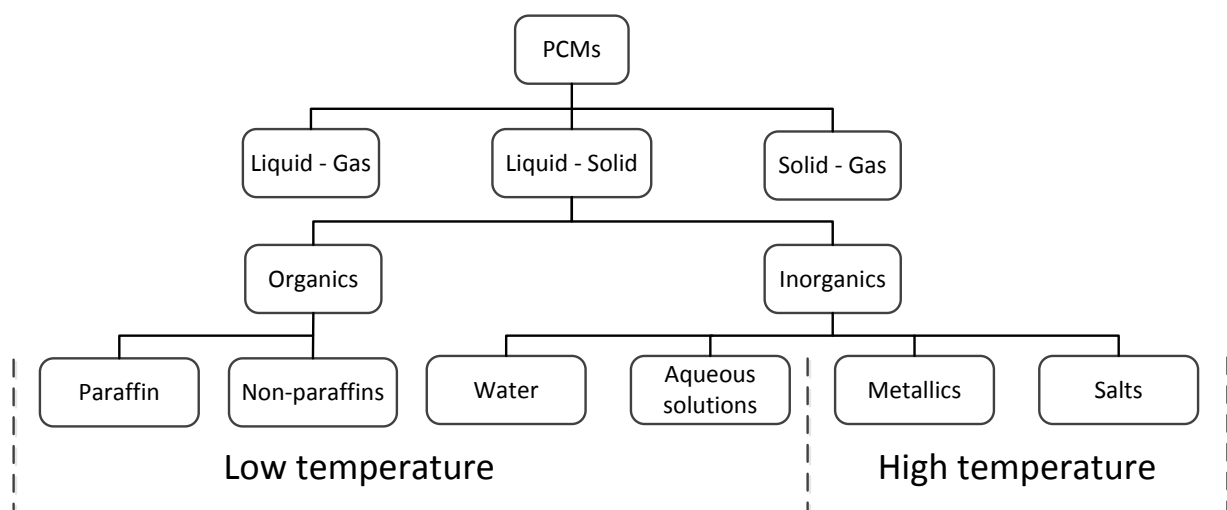 PCMs
Liquid - Gas
Liquid - Solid
Solid - Gas
Organics
Inorganics
Paraffin
Non-paraffins
Water
Aqueous
solutions
Metallics
Salts
Low temperature
High temperature